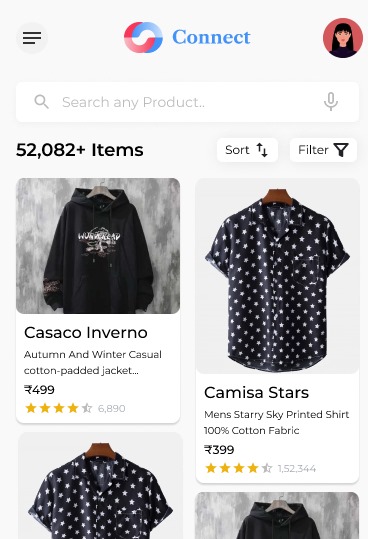 Connect
Search any Product..
52,082+ Items
Sort
Filter
Casaco Inverno
Autumn And Winter Casual
cotton-padded jacket...
₹499
6,890
Camisa Stars
Mens Starry Sky Printed Shirt
100% Cotton Fabric
₹399
1,52,344